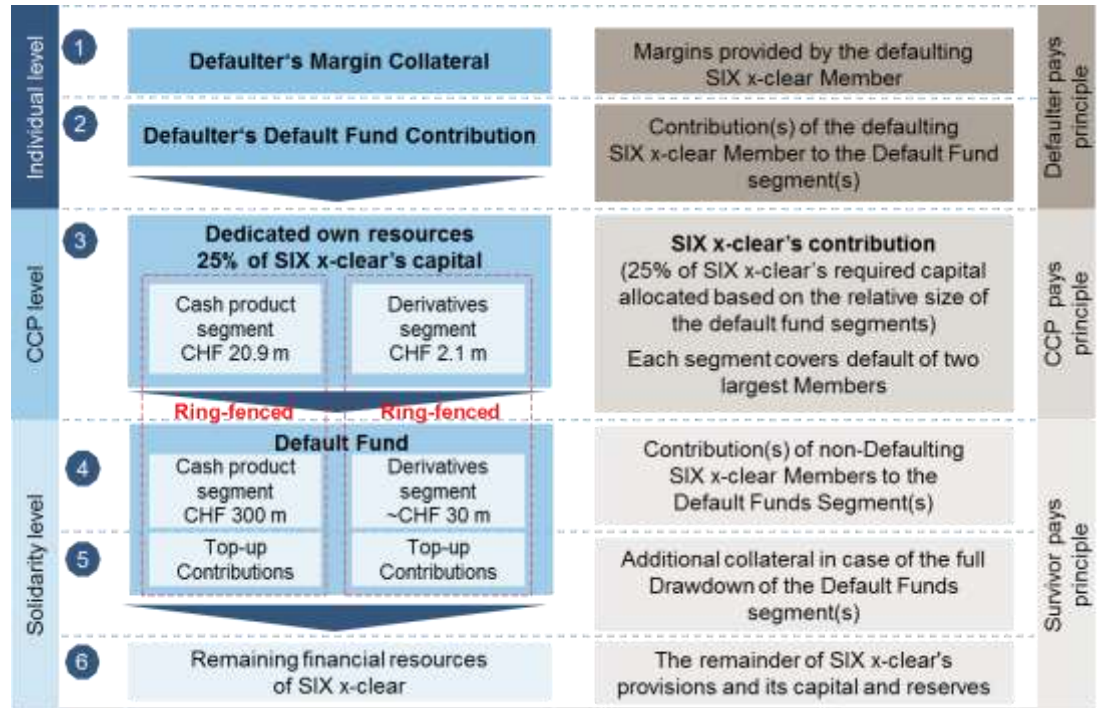 Individual level
1
Defaulter's Margin Collateral
Margins provided by the defaulting
SIX x-clear Member
2
Defaulter's Default Fund Contribution
Contribution(s) of the defaulting
SIX x-clear Member to the Default Fund
segment(s)
Defaulter pays
principle
CCP level
3
Dedicated own resources
25% of SIX x-clear's capital
Cash product
segment
CHF 20.9 m
Derivatives
segment
CHF 2.1 m
SIX x-clear's contribution
(25% of SIX x-clear's required capital
allocated based on the relative size of
the default fund segments)
Each segment covers default of two
largest Members
CCP pays
principle
Ring-fenced
Ring-fenced
Solidarity level
4
Default Fund
Cash product
segment
CHF 300 m
Derivatives
segment
~CHF 30 m
Contribution(s) of non-Defaulting
SIX x-clear Members to the
Default Funds Segment(s)
5
Top-up
Contributions
Top-up
Contributions
Additional collateral in case of the full
Drawdown of the Default Funds
segment(s)
6
Remaining financial resources
of SIX x-clear
The remainder of SIX x-clear's
provisions and its capital and reserves
Survivor pays
principle